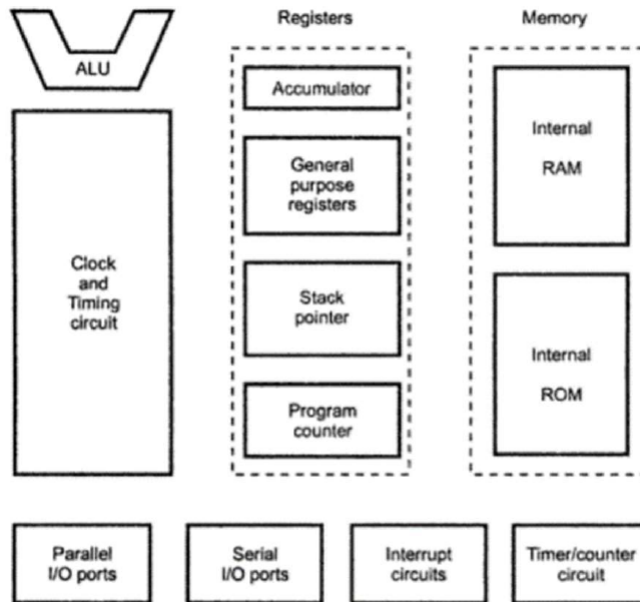 ALU
Clock
and
Timing
circuit
Registers
Accumulator
General
purpose
registers
Stack
pointer
Program
counter
Memory
Internal
RAM
Internal
ROM
Parallel
I/O ports
Serial
I/O ports
Interrupt
circuits
Timer/counter
circuit